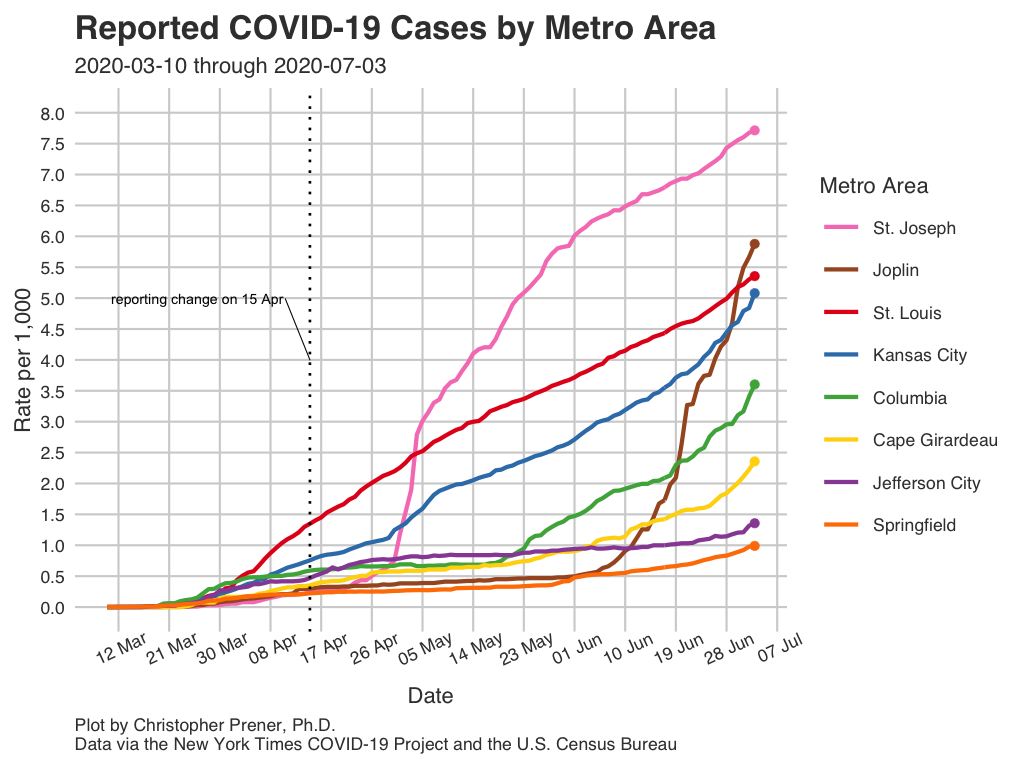 Reported COVID-19 Cases by Metro Area
2020-03-10 through 2020-07-03
Rate per 1,000
8.0
7.5
7.0
6.5
6.0
5.5
5.0
4.5
4.0
3.5
3.0
2.5
2.0
1.5
1.0
0.5
0.0
reporting change on 15 Apr
12 Mar
21 Mar
30 Mar
08 Apr
17 Apr
26 Apr
05 May
14 May
23 May
01 Jun
10 Jun
19 Jun
28 Jun
07 Jul
Date
Metro Area
St. Joseph
Joplin
St. Louis
Kansas City
Columbia
Cape Girardeau
Jefferson City
Springfield
Plot by Christopher Prener, Ph.D.
Data via the New York Times COVID-19 Project and the U.S. Census Bureau